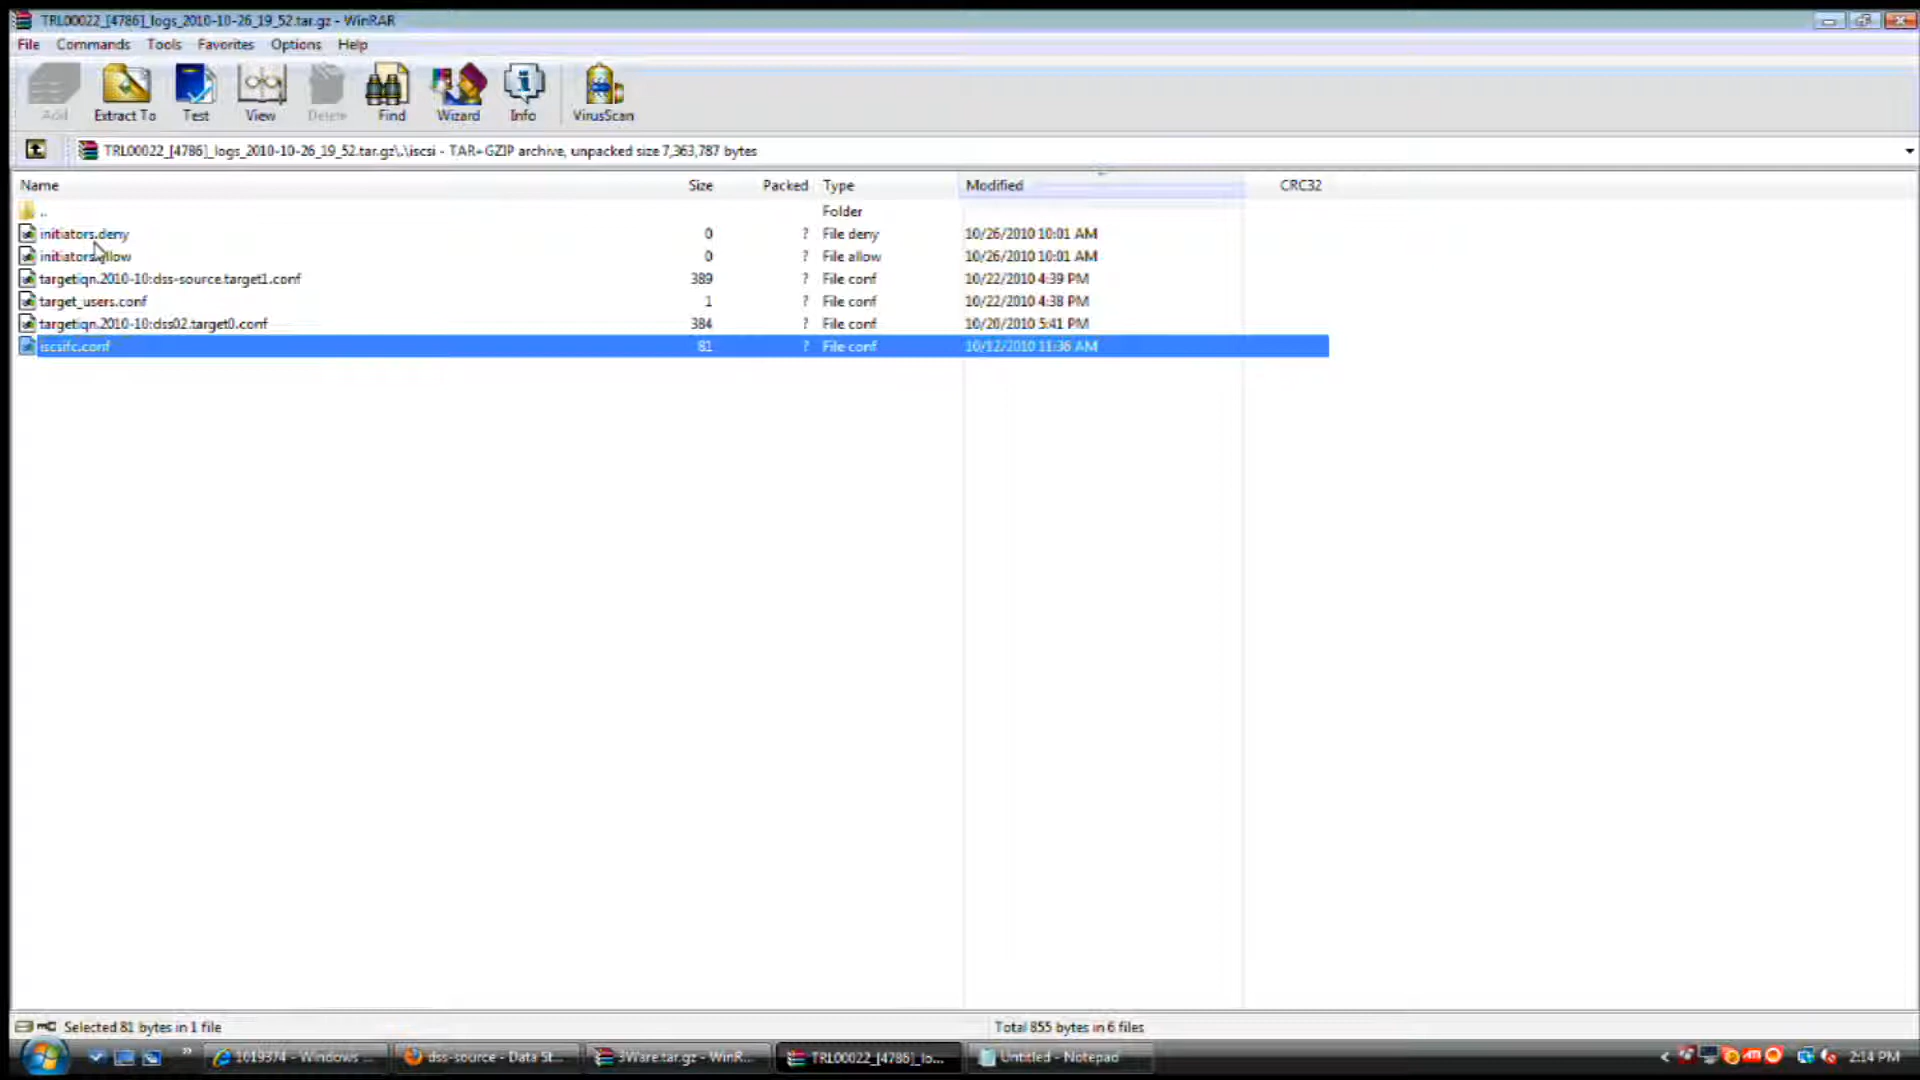 TRL00022_[4786]_logs_2010-10-26_19_52.tar.gz - WinRAR
File Commands Tools Favorites Options Help
Add Extract To Test View Delete Find Wizard Info VirusScan
TRL00022_[4786]_logs_2010-10-26_19_52.tar.gz\.\iscsi - TAR+GZIP archive, unpacked size 7,363,787 bytes
Name Size Packed Type Modified CRC32
.. Folder
initiators.deny 0 ? File deny 10/26/2010 10:01 AM
initiators.allow 0 ? File allow 10/26/2010 10:01 AM
targetiqn.2010-10:dss-source.target1.conf 389 ? File conf 10/22/2010 4:39 PM
target_users.conf 1 ? File conf 10/22/2010 4:38 PM
targetiqn.2010-10:dss02.target0.conf 384 ? File conf 10/20/2010 5:41 PM
iscsifc.conf 81 ? File conf 10/12/2010 11:36 AM
Selected 81 bytes in 1 file Total 855 bytes in 6 files
1019374 - Windows ... dss-source - Data St... 3Ware.tar.gz - WinR... TRL00022_[4786]_lo... Untitled - Notepad 2:14 PM